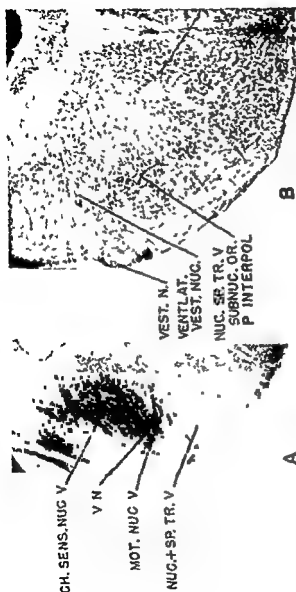 CH. SENS. NUC V
V N
MOT. NUC V
NUC.+SP. TR. V
A
VEST. N.
VENTLAT.
VEST. NUC.
NUC. SP. TR. V
SUBNUC. OR.
P INTERPOL
B